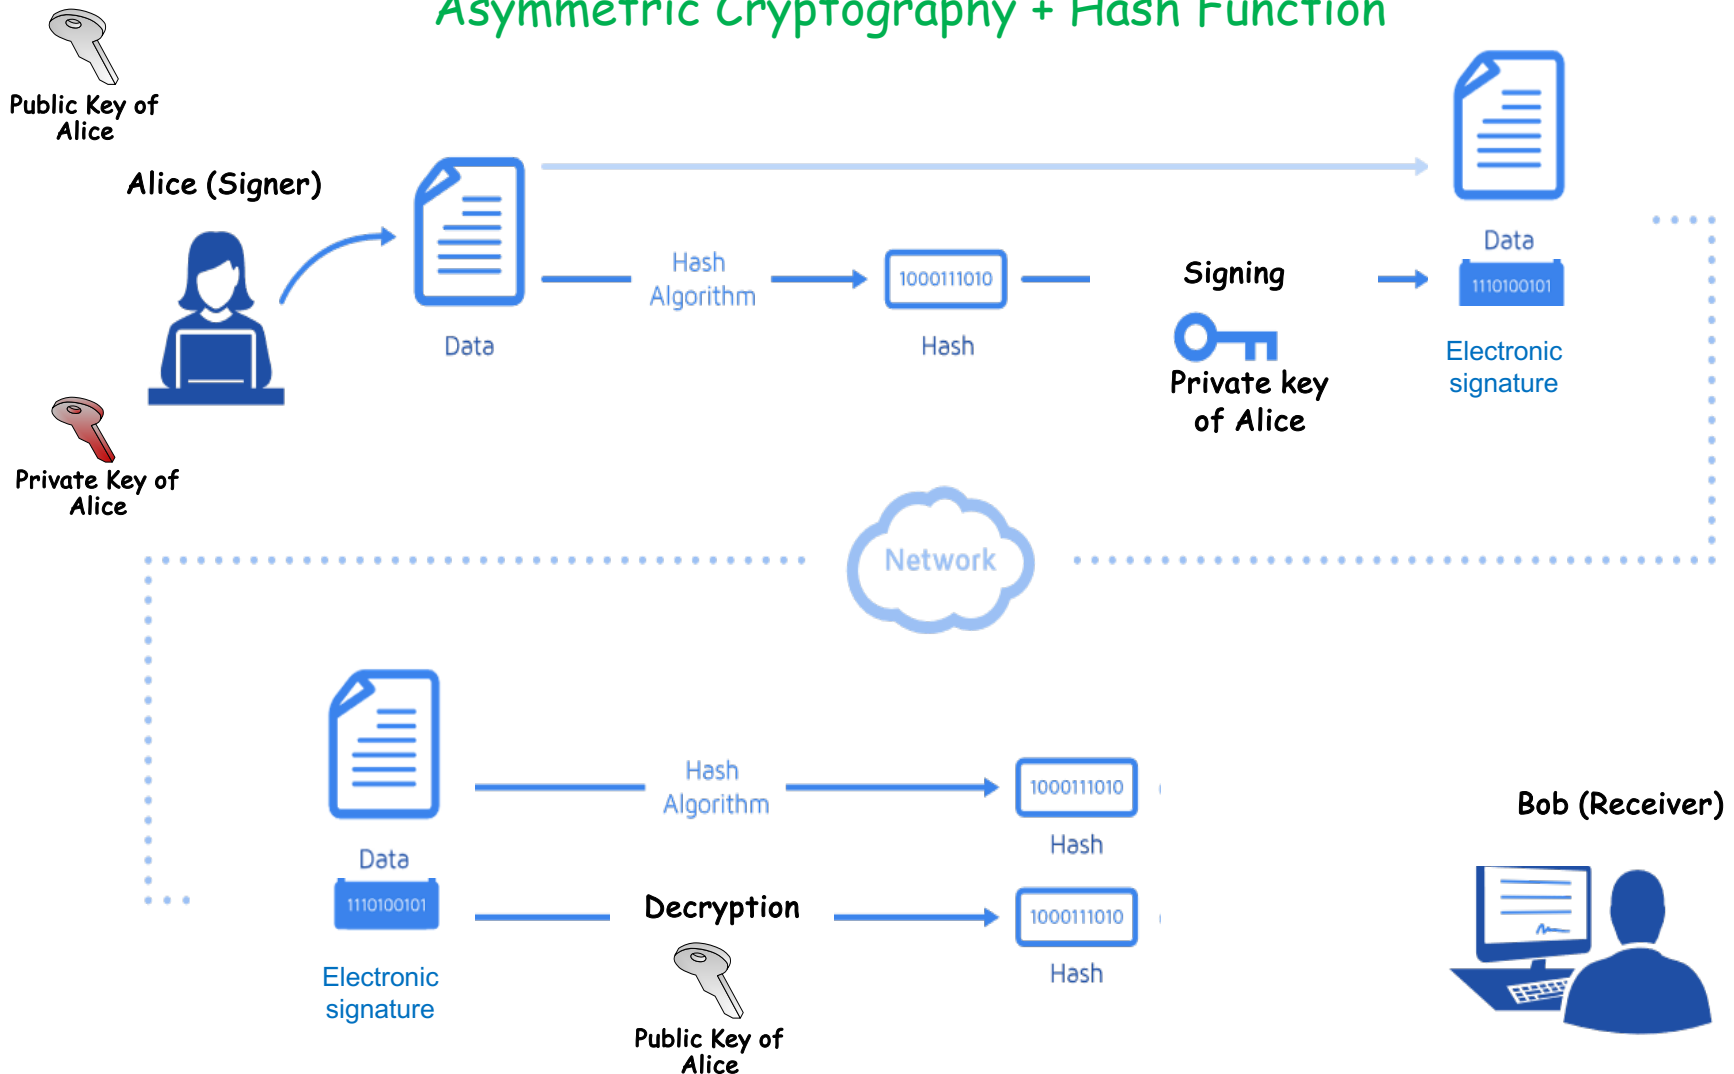 Asymmetric Cryptography + Hash Function
Public Key of
Alice
Alice (Signer)
Data
Hash
Algorithm
1000111010
Hash
Signing
Private key
of Alice
Data
1110100101
Electronic
signature
Private Key of
Alice
Network
Data
1110100101
Electronic
signature
Hash
Algorithm
1000111010
Hash
Decryption
Public Key of
Alice
1000111010
Hash
Bob (Receiver)